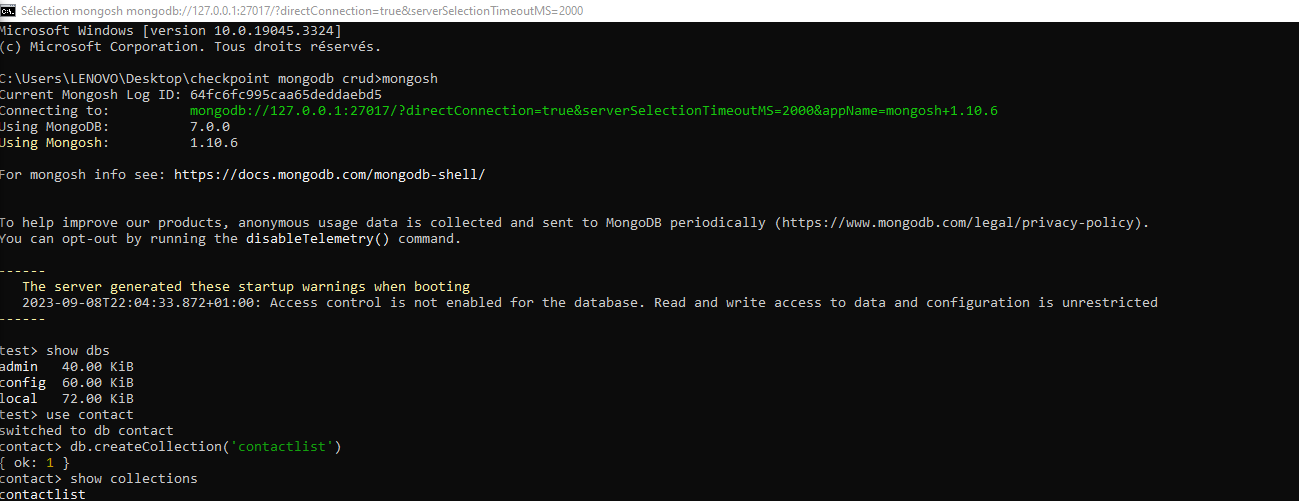 Sélection mongosh mongodb://127.0.0.1:27017/?directConnection=true&serverSelectionTimeoutMS=2000
Microsoft Windows [version 10.0.19045.3324]
(c) Microsoft Corporation. Tous droits réservés.
C:\Users\LENOVO\Desktop\checkpoint mongodb crud>mongosh
Current Mongosh Log ID: 64fc6fc995caa65deddaebd5
Connecting to: mongodb://127.0.0.1:27017/?directConnection=true&serverSelectionTimeoutMS=2000&appName=mongosh+1.10.6
Using MongoDB: 7.0.0
Using Mongosh: 1.10.6
For mongosh info see: https://docs.mongodb.com/mongodb-shell/
To help improve our products, anonymous usage data is collected and sent to MongoDB periodically (https://www.mongodb.com/legal/privacy-policy).
You can opt-out by running the disableTelemetry() command.
------
The server generated these startup warnings when booting
2023-09-08T22:04:33.872+01:00: Access control is not enabled for the database. Read and write access to data and configuration is unrestricted
------
test> show dbs
admin 40.00 KiB
config 60.00 KiB
local 72.00 KiB
test> use contact
switched to db contact
contact> db.createCollection('contactlist')
{ ok: 1 }
contact> show collections
contactlist